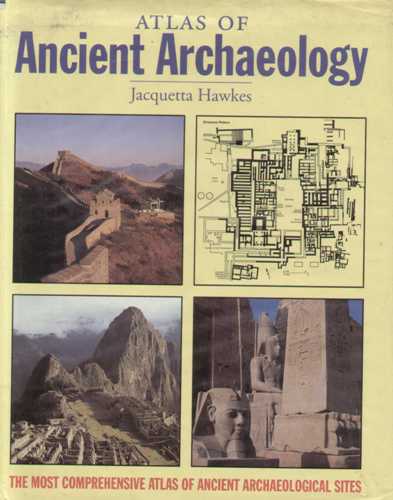 ATLAS OF
Ancient Archaeology
Jacquetta Hawkes
THE MOST COMPREHENSIVE ATLAS OF ANCIENT ARCHAEOLOGICAL SITES